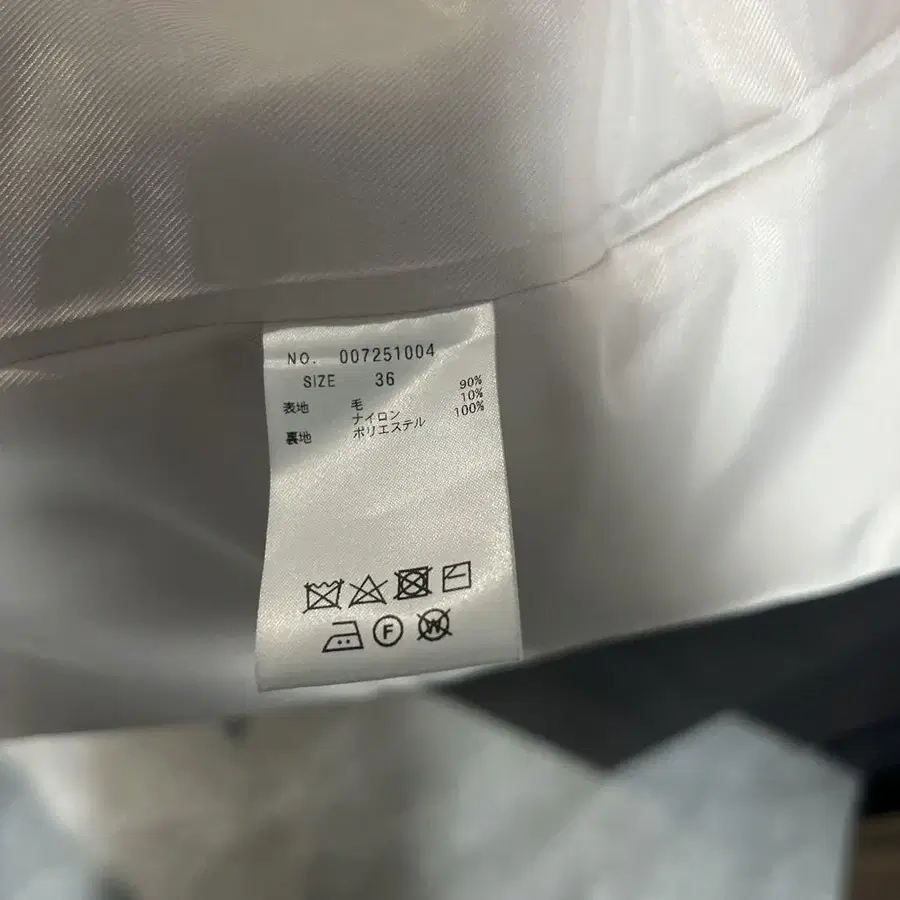 NO. 007251004
SIZE 36
表地 毛 90%
ナイロン 10%
裏地 ポリエステル 100%
F
W